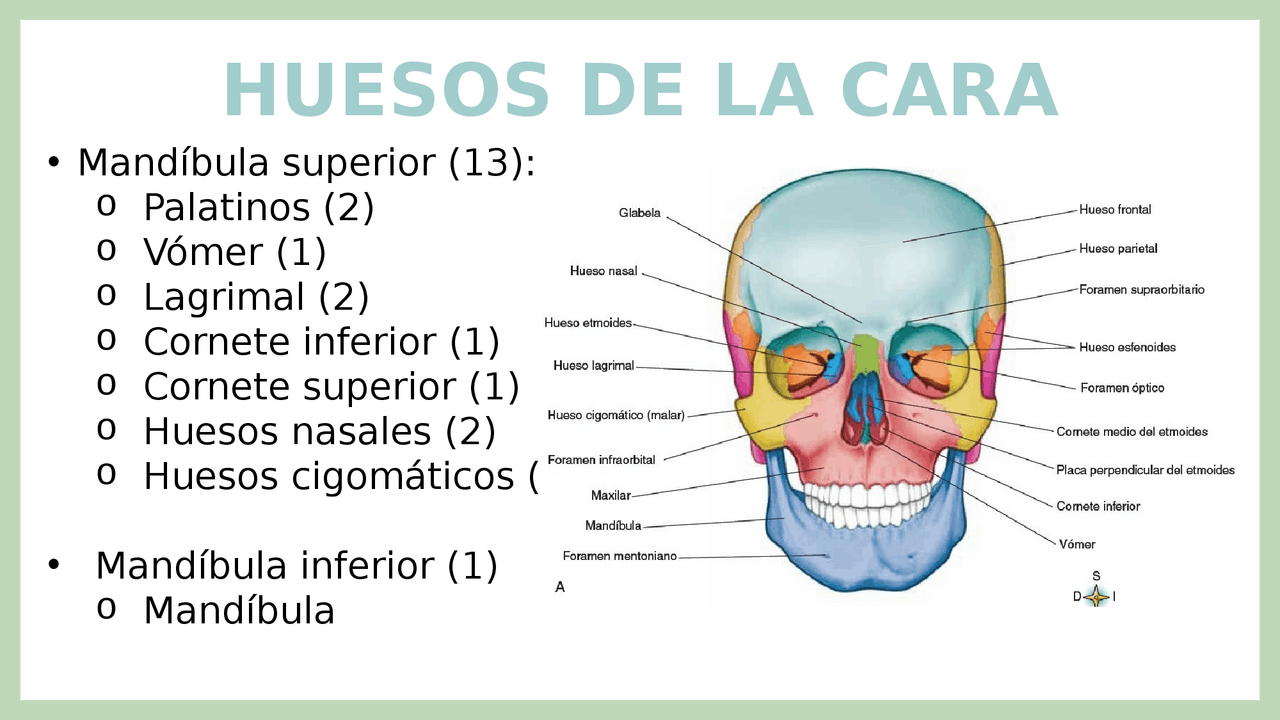 HUESOS DE LA CARA
• Mandíbula superior (13):
o Palatinos (2)
o Vómer (1)
o Lagrimal (2)
o Cornete inferior (1)
o Cornete superior (1)
o Huesos nasales (2)
o Huesos cigomáticos (
• Mandíbula inferior (1)
o Mandíbula
Glabela
Hueso nasal
Hueso etmoides
Hueso lagrimal
Hueso cigomático (malar)
Foramen infraorbital
Maxilar
Mandíbula
Foramen mentoniano
A
Hueso frontal
Hueso parietal
Foramen supraorbitario
Hueso esfenoides
Foramen óptico
Cornete medio del etmoides
Placa perpendicular del etmoides
Cornete inferior
Vómer
S
D I